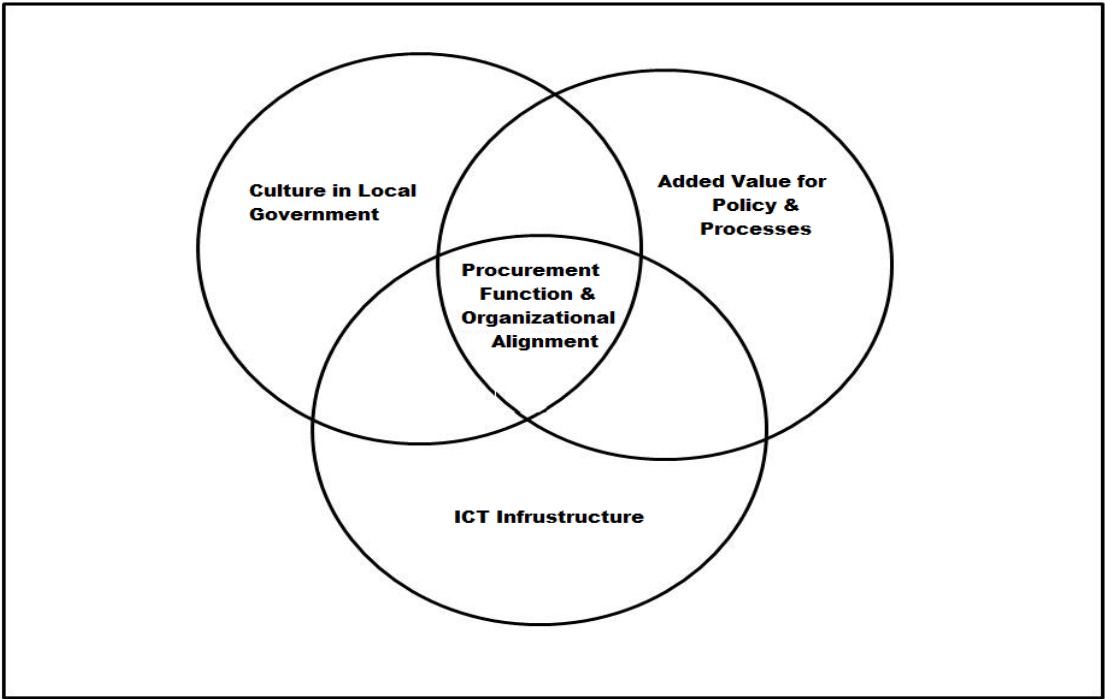 Culture in Local
Government
Added Value for
Policy &
Processes
Procurement
Function &
Organizational
Alignment
ICT Infrustructure